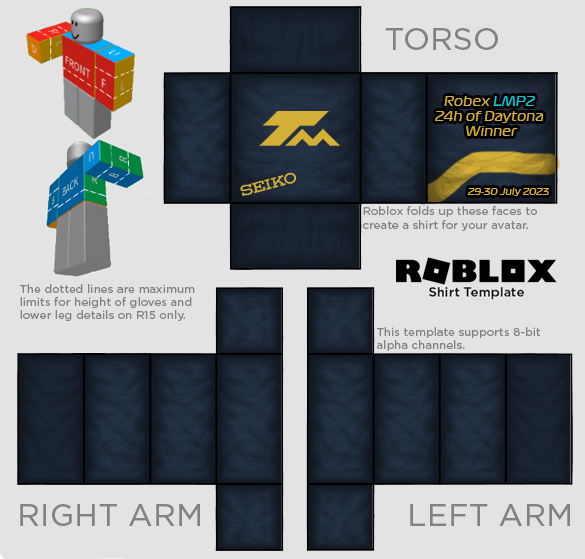 TORSO
FRONT
F
L
U
D
R
Robex LMP2
24h of Daytona
Winner
TM
SEIKO
29-30 July 2023
BACK
U
R
B
R
B
Roblox folds up these faces to
create a shirt for your avatar.
ROBLOX
Shirt Template
The dotted lines are maximum
limits for height of gloves and
lower leg details on R15 only.
This template supports 8-bit
alpha channels.
RIGHT ARM
LEFT ARM